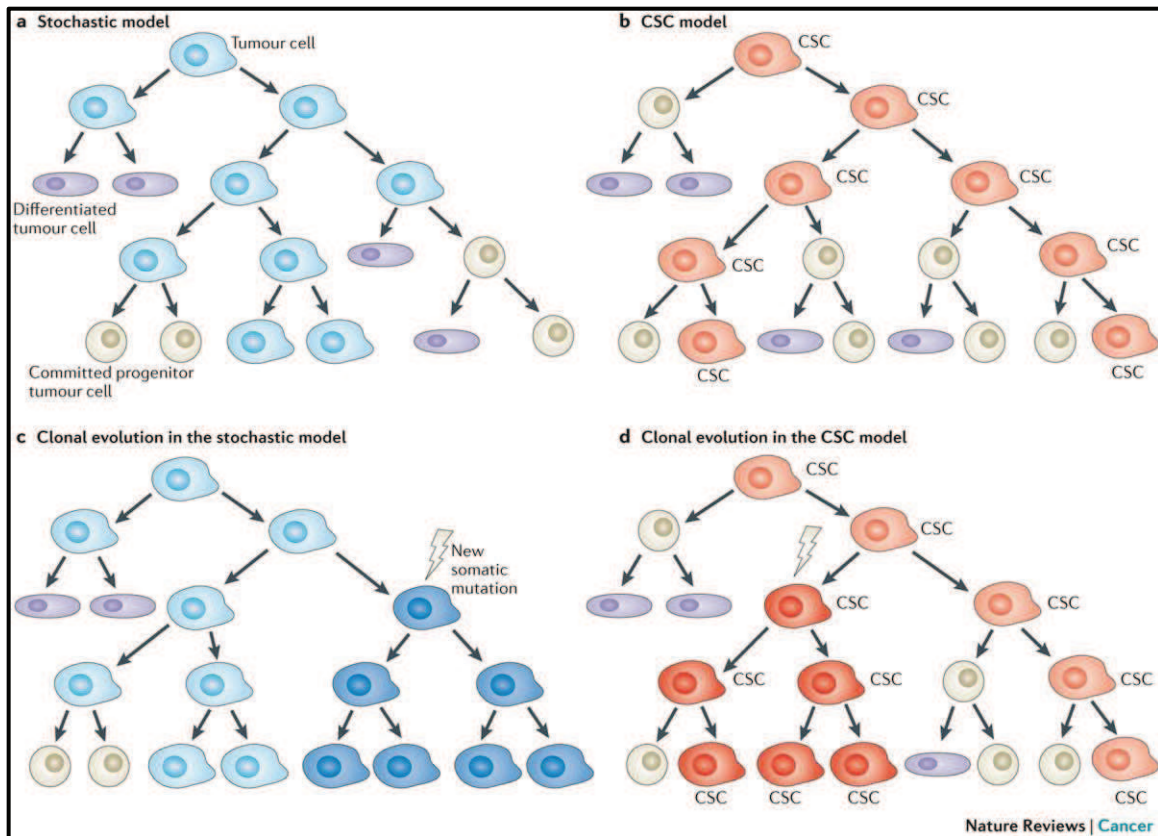 a Stochastic model
Tumour cell
Differentiated
tumour cell
Committed progenitor
tumour cell
b CSC model
CSC
CSC
CSC
CSC
CSC
CSC
CSC
CSC
c Clonal evolution in the stochastic model
New
somatic
mutation
d Clonal evolution in the CSC model
CSC
CSC
CSC
CSC
CSC
CSC
CSC
CSC
CSC
CSC
CSC
Nature Reviews | Cancer